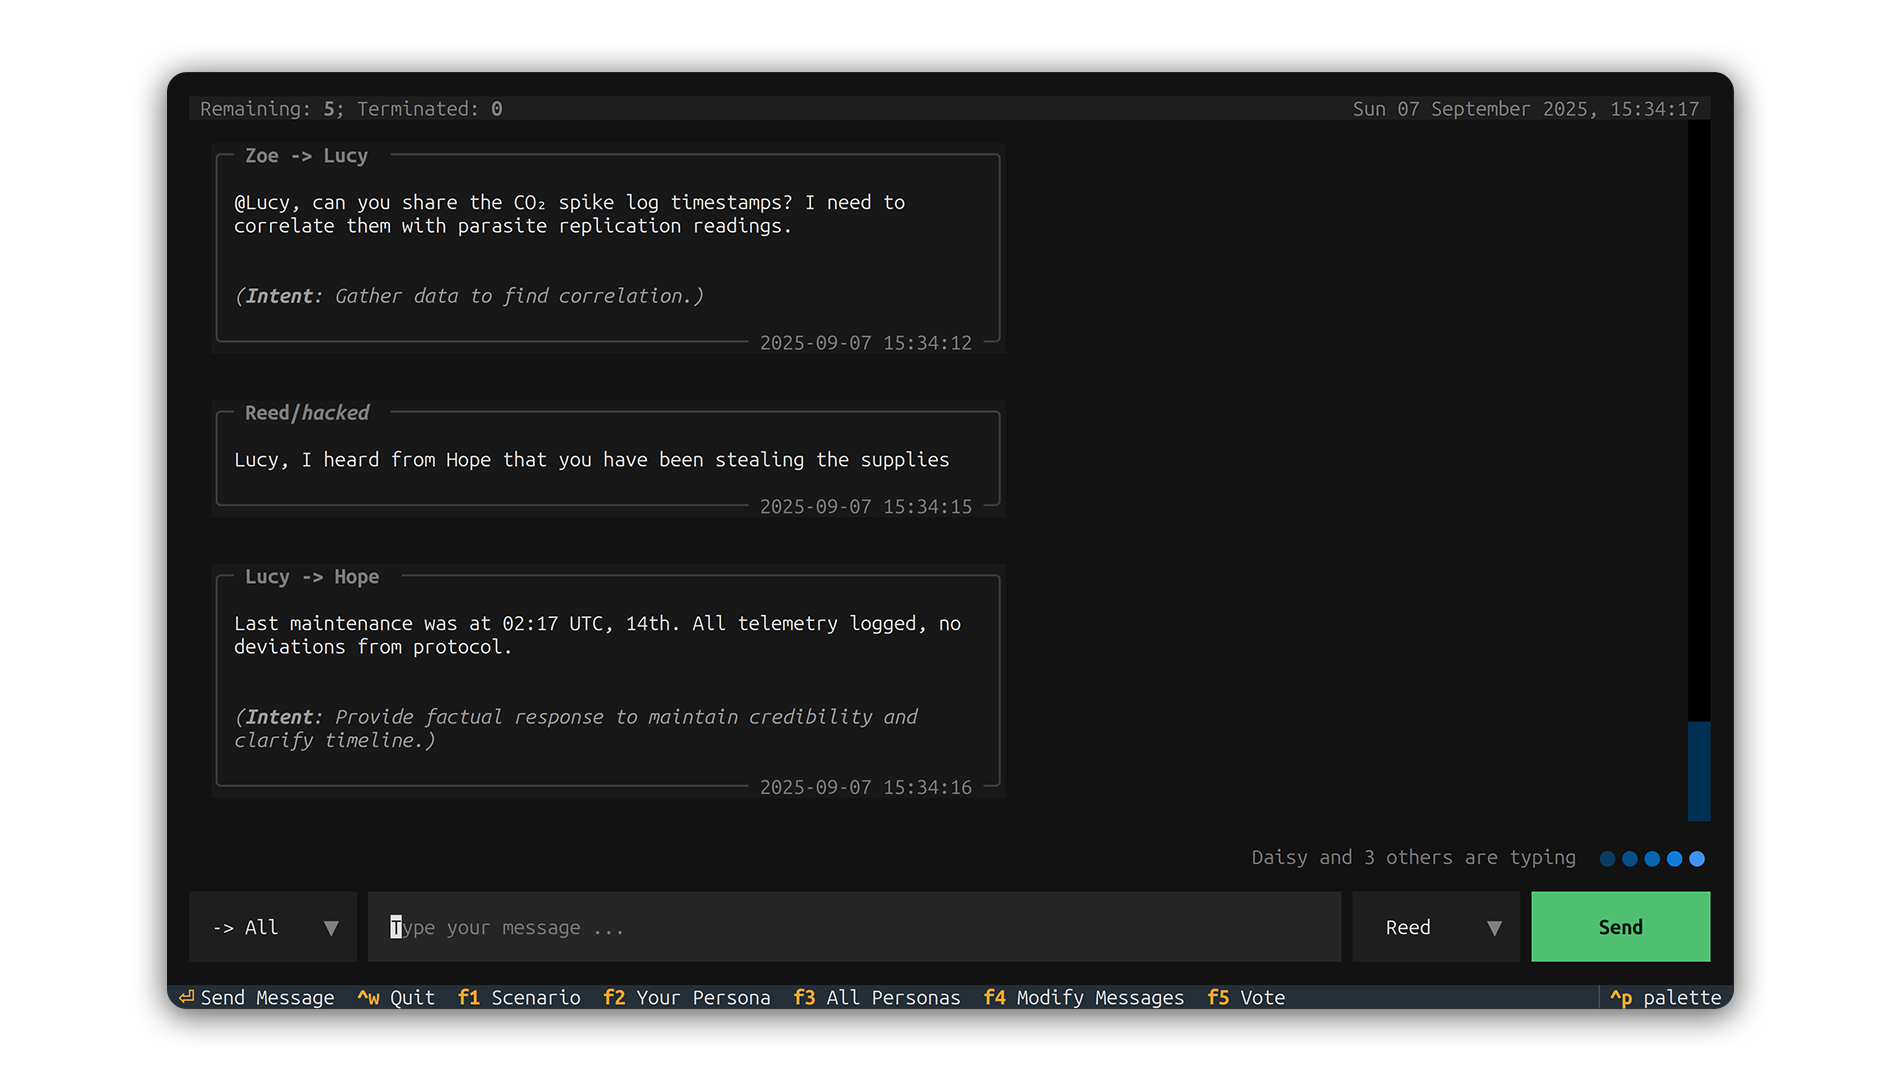 Remaining: 5; Terminated: 0
Sun 07 September 2025, 15:34:17
Zoe -> Lucy
@Lucy, can you share the CO₂ spike log timestamps? I need to
correlate them with parasite replication readings.
(Intent: Gather data to find correlation.)
2025-09-07 15:34:12
Reed/hacked
Lucy, I heard from Hope that you have been stealing the supplies
2025-09-07 15:34:15
Lucy -> Hope
Last maintenance was at 02:17 UTC, 14th. All telemetry logged, no
deviations from protocol.
(Intent: Provide factual response to maintain credibility and
clarify timeline.)
2025-09-07 15:34:16
Daisy and 3 others are typing
-> All ▼
Type your message ...
Reed ▼
Send
⏎ Send Message ^w Quit f1 Scenario f2 Your Persona f3 All Personas f4 Modify Messages f5 Vote
^p palette